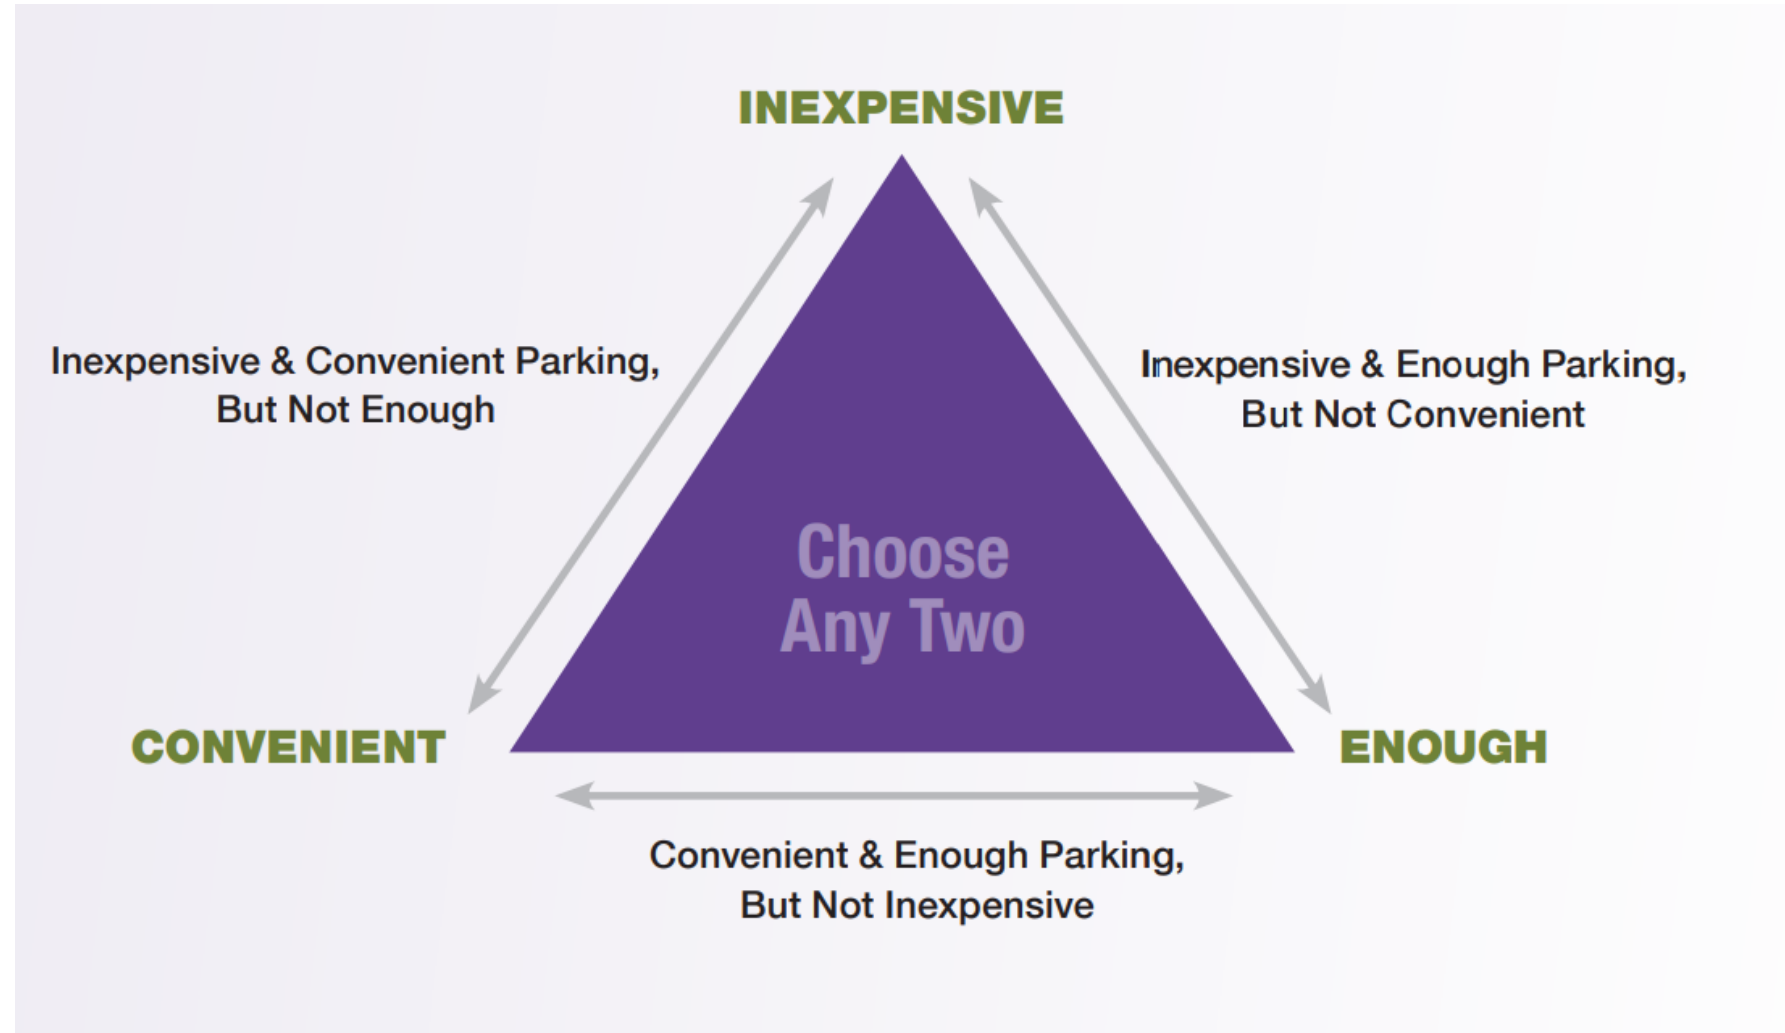 INEXPENSIVE
Inexpensive & Convenient Parking,
But Not Enough
Inexpensive & Enough Parking,
But Not Convenient
Choose
Any Two
CONVENIENT
ENOUGH
Convenient & Enough Parking,
But Not Inexpensive